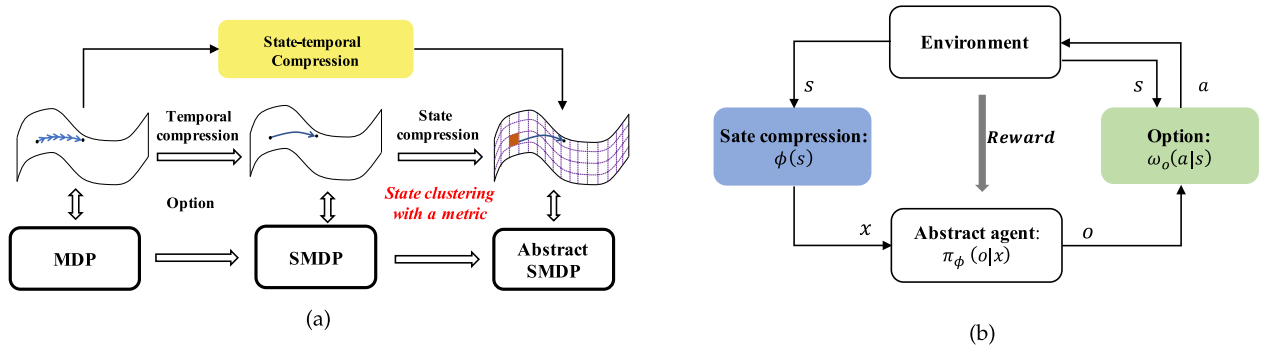 State-temporal
Compression
Temporal
compression
State
compression
Option
State clustering
with a metric
MDP
SMDP
Abstract
SMDP
(a)
Environment
s
s
a
Sate compression:
ϕ(s)
Reward
Option:
ω_o(a|s)
x
Abstract agent:
π_ϕ (o|x)
o
(b)